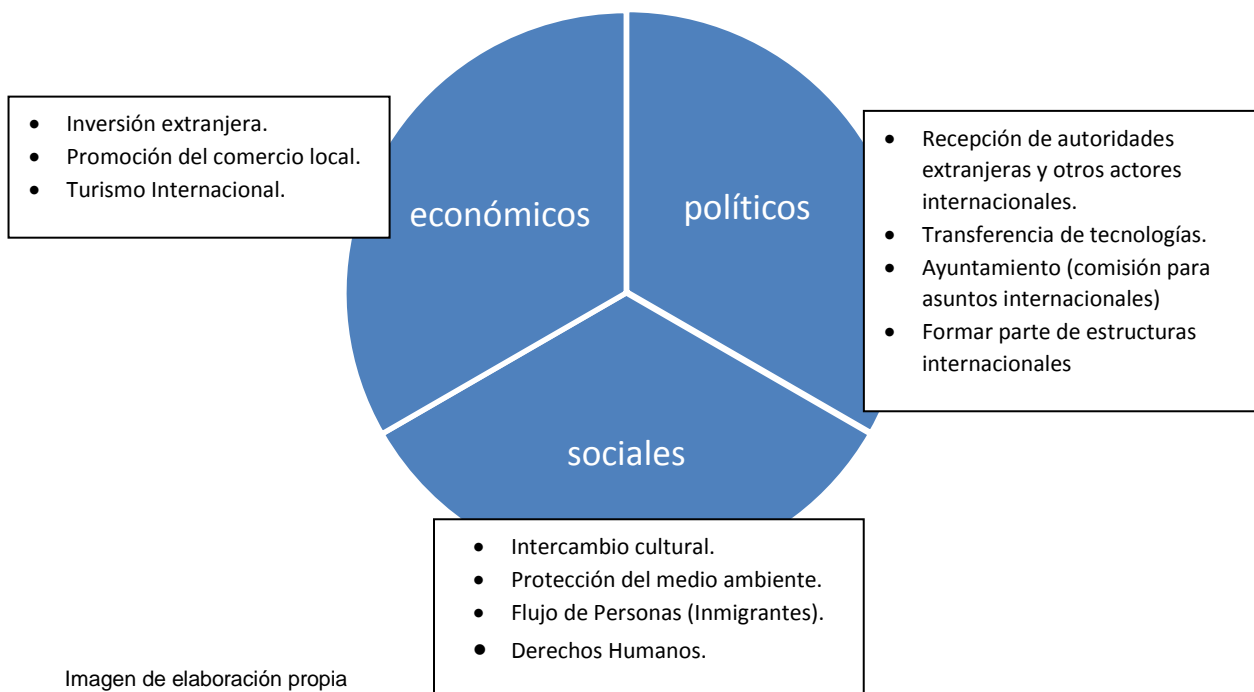 económicos
• Inversión extranjera.
• Promoción del comercio local.
• Turismo Internacional.
políticos
• Recepción de autoridades
extranjeras y otros actores
internacionales.
• Transferencia de tecnologías.
• Ayuntamiento (comisión para
asuntos internacionales)
• Formar parte de estructuras
internacionales
sociales
• Intercambio cultural.
• Protección del medio ambiente.
• Flujo de Personas (Inmigrantes).
• Derechos Humanos.
Imagen de elaboración propia